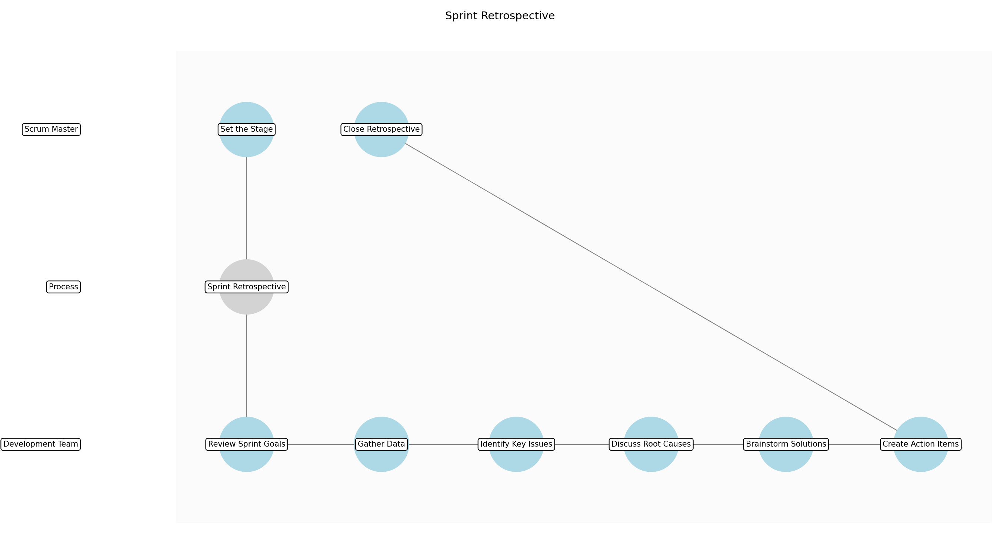 Sprint Retrospective
Scrum Master
Set the Stage
Close Retrospective
Process
Sprint Retrospective
Development Team
Review Sprint Goals
Gather Data
Identify Key Issues
Discuss Root Causes
Brainstorm Solutions
Create Action Items